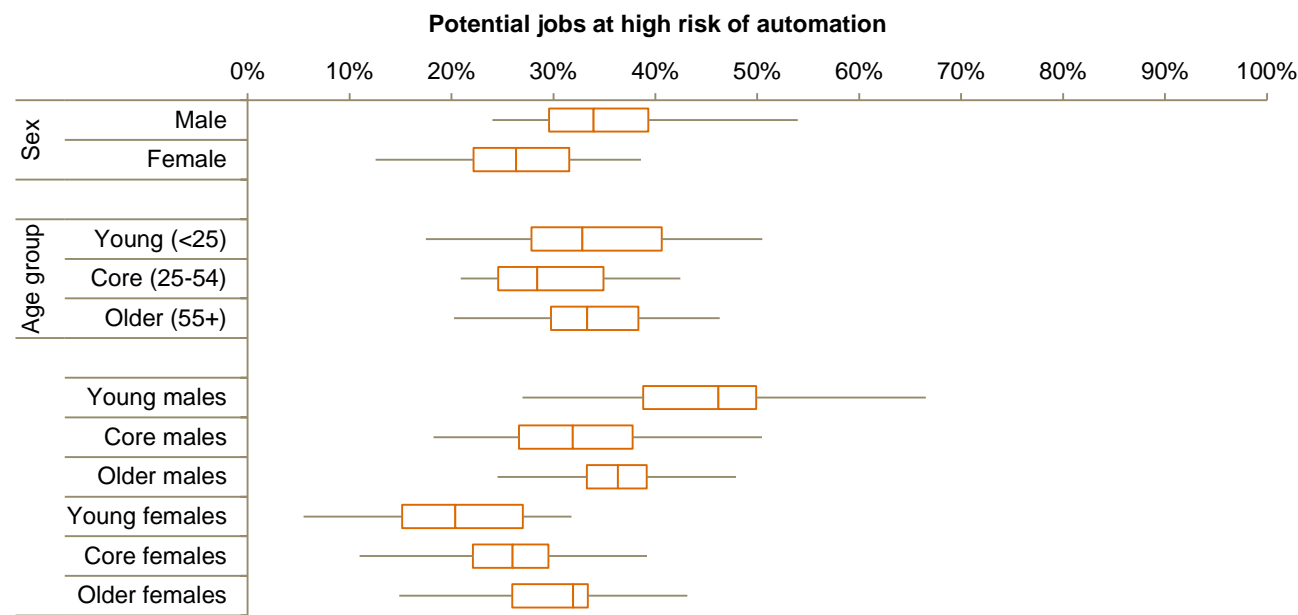 Potential jobs at high risk of automation
0% 10% 20% 30% 40% 50% 60% 70% 80% 90% 100%
Sex
Male
Female
Age group
Young (<25)
Core (25-54)
Older (55+)
Young males
Core males
Older males
Young females
Core females
Older females